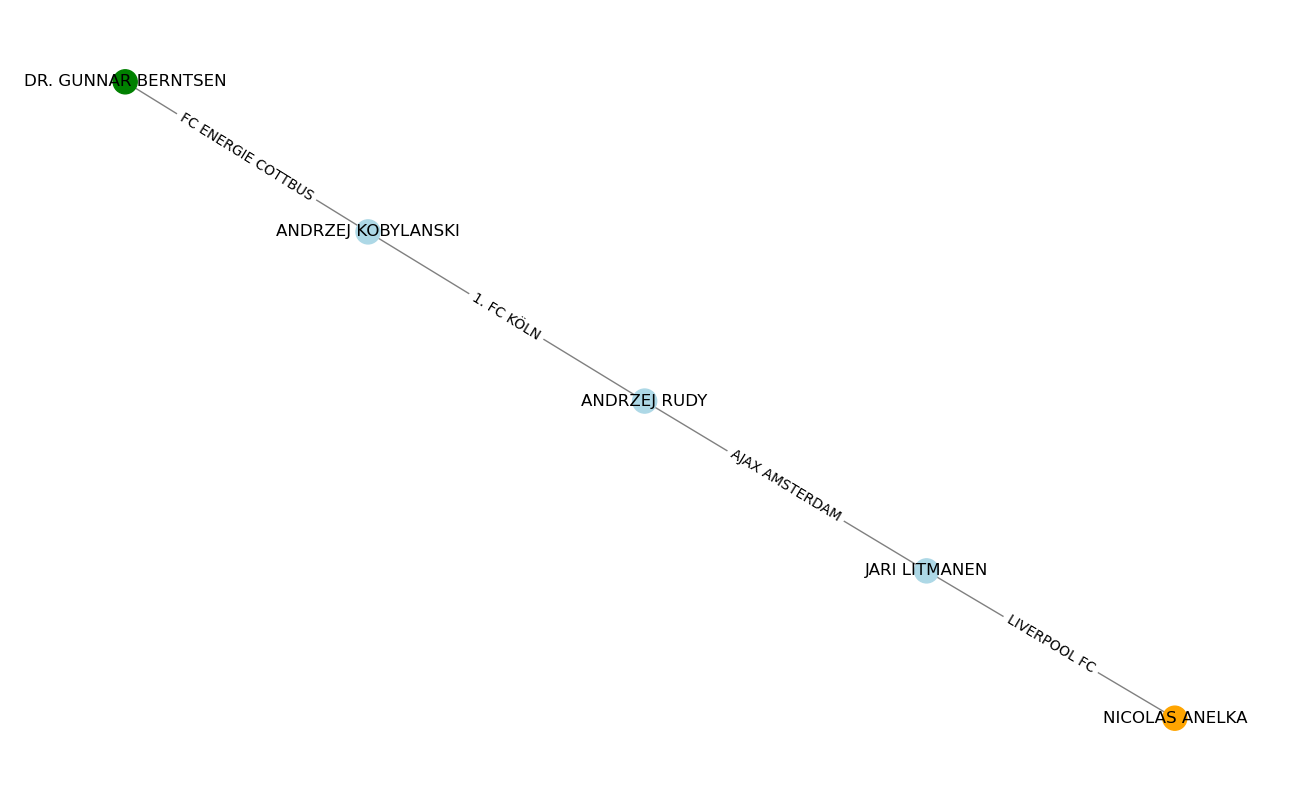 DR. GUNNAR BERNTSEN
FC ENERGIE COTTBUS
ANDRZEJ KOBYLANSKI
1. FC KÖLN
ANDRZEJ RUDY
AJAX AMSTERDAM
JARI LITMANEN
LIVERPOOL FC
NICOLAS ANELKA